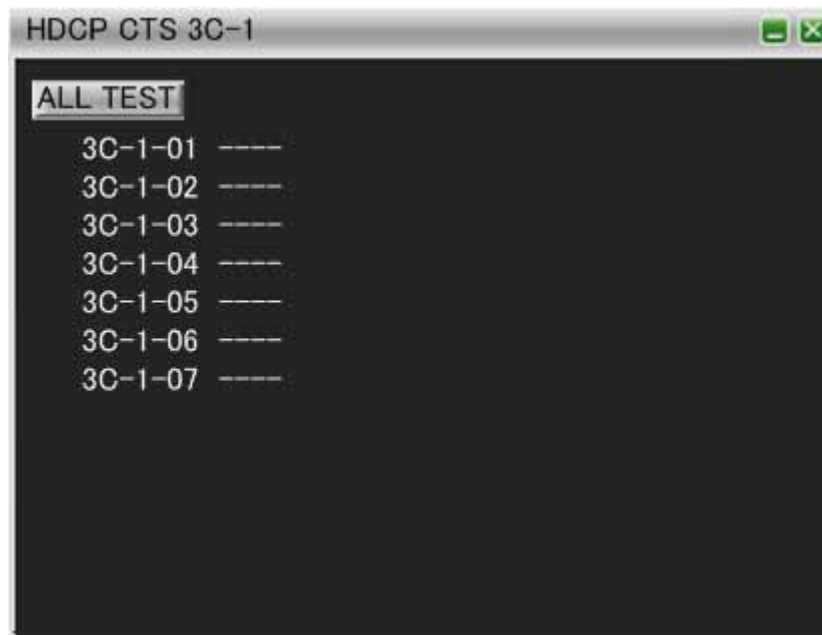 HDCP CTS 3C-1
ALL TEST
3C-1-01 ----
3C-1-02 ----
3C-1-03 ----
3C-1-04 ----
3C-1-05 ----
3C-1-06 ----
3C-1-07 ----